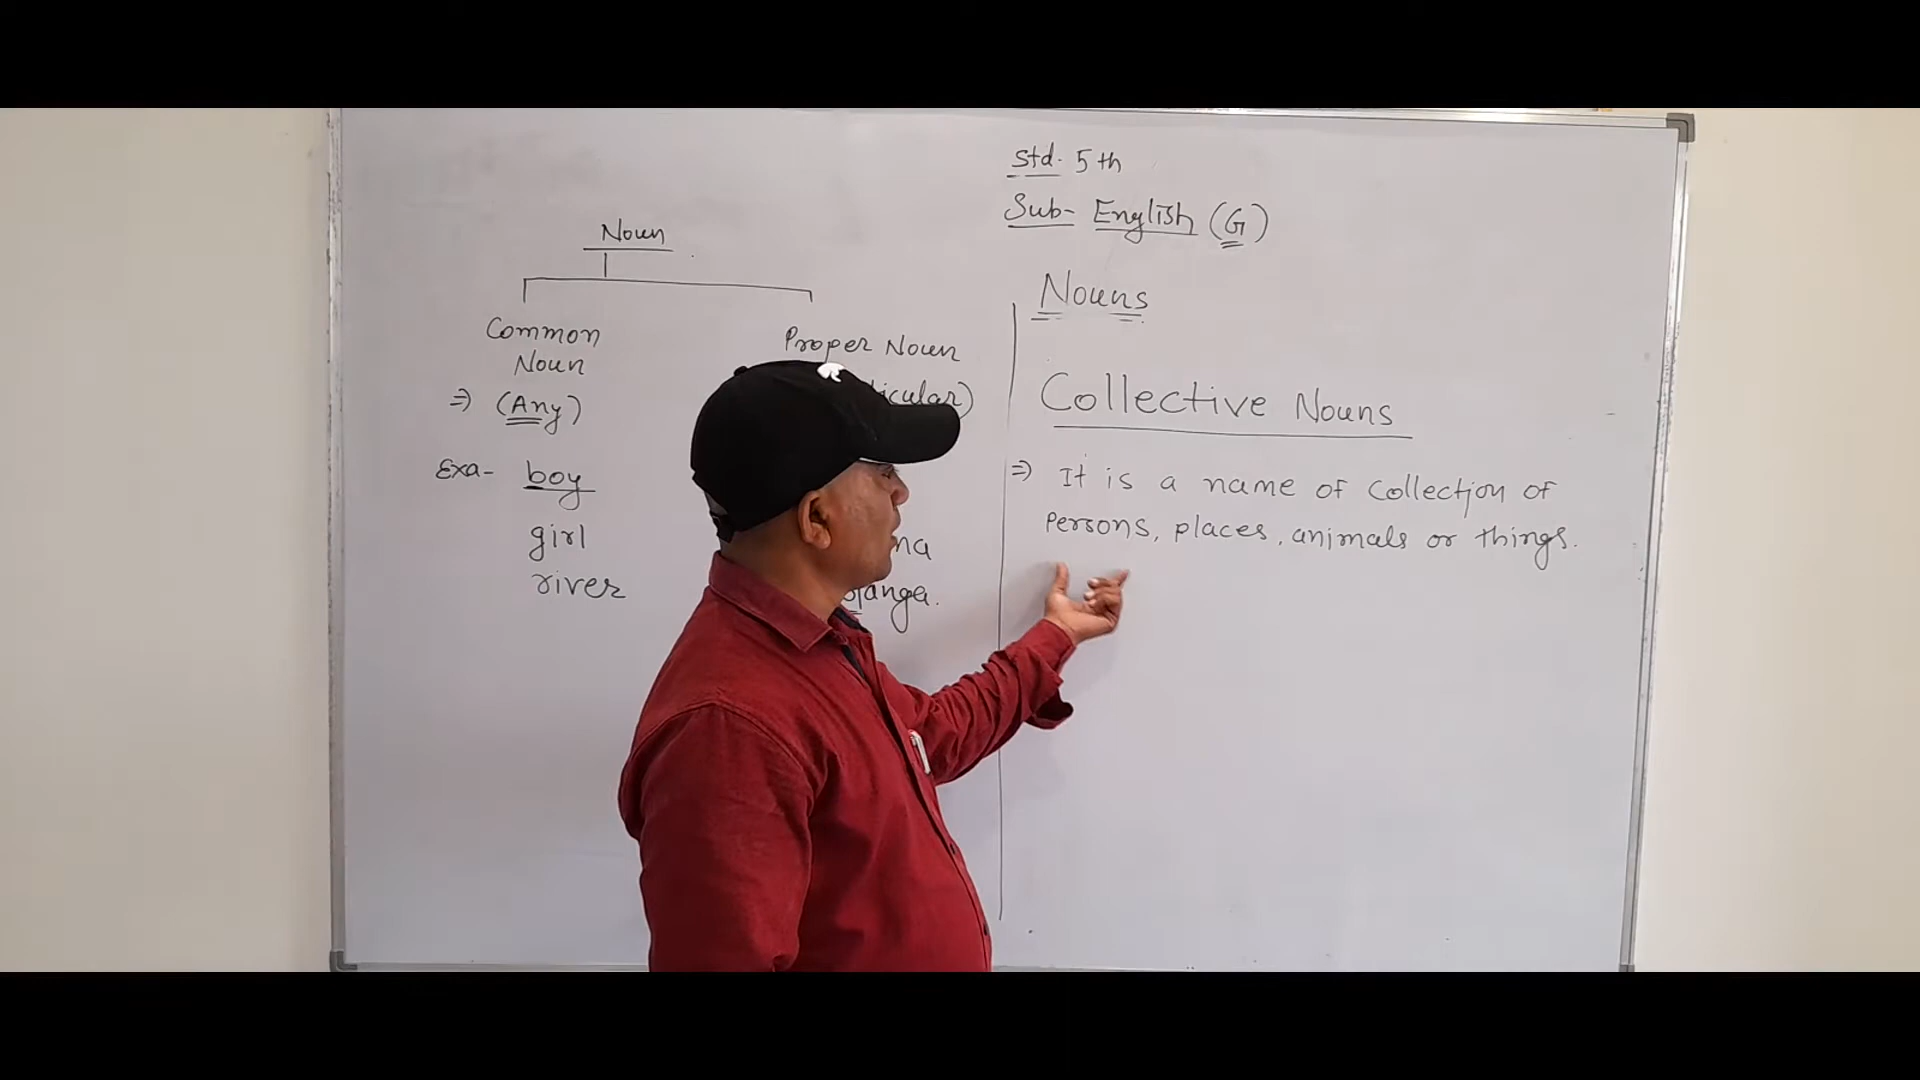 Std. 5th
Sub- English (G)
Noun
Common
Noun
⇒ (Any)
Exa- boy
girl
river
Proper Noun
Nouns
Collective Nouns
⇒ It is a name of collection of
Persons, places, animals or things.